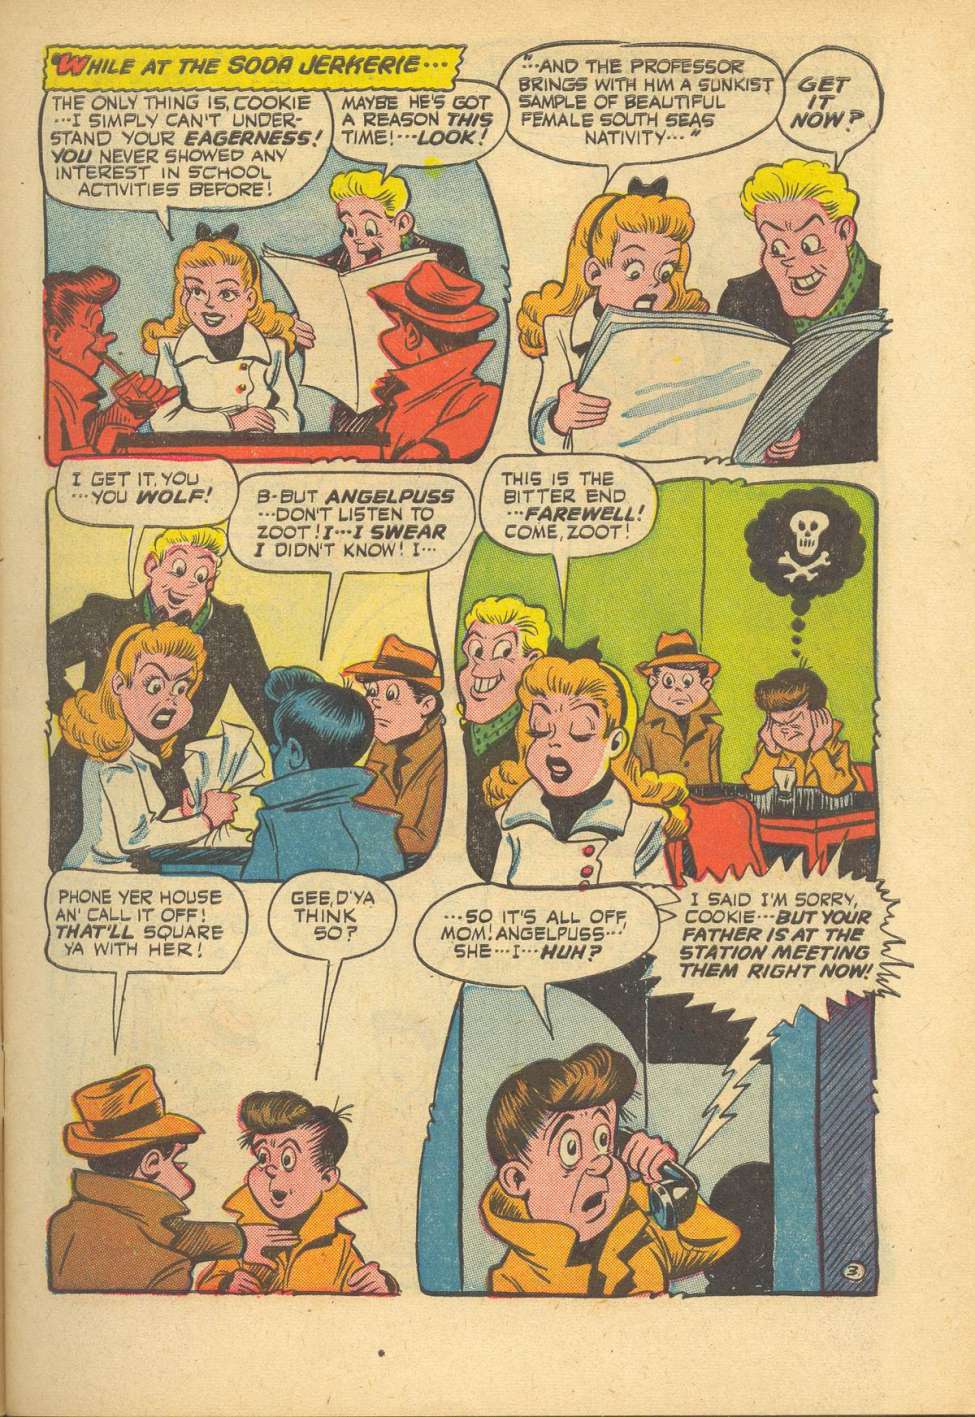 WHILE AT THE SODA JERKERIE...
THE ONLY THING IS, COOKIE
...I SIMPLY CAN'T UNDER-
STAND YOUR EAGERNESS!
YOU NEVER SHOWED ANY
INTEREST IN SCHOOL
ACTIVITIES BEFORE!
MAYBE HE'S GOT
A REASON THIS
TIME!...LOOK!
"...AND THE PROFESSOR
BRINGS WITH HIM A SUNKIST
SAMPLE OF BEAUTIFUL
FEMALE SOUTH SEAS
NATIVITY..."
GET
IT
NOW?
I GET IT, YOU
...YOU WOLF!
B-BUT ANGELPUSS
...DON'T LISTEN TO
ZOOT! I...I SWEAR
I DIDN'T KNOW! I...
THIS IS THE
BITTER END
...FAREWELL!
COME, ZOOT!
PHONE YER HOUSE
AN' CALL IT OFF!
THAT'LL SQUARE
YA WITH HER!
GEE, D'YA
THINK
SO?
...SO IT'S ALL OFF,
MOM! ANGELPUSS...
SHE...I...HUH?
I SAID I'M SORRY,
COOKIE...BUT YOUR
FATHER IS AT THE
STATION MEETING
THEM RIGHT NOW!
3